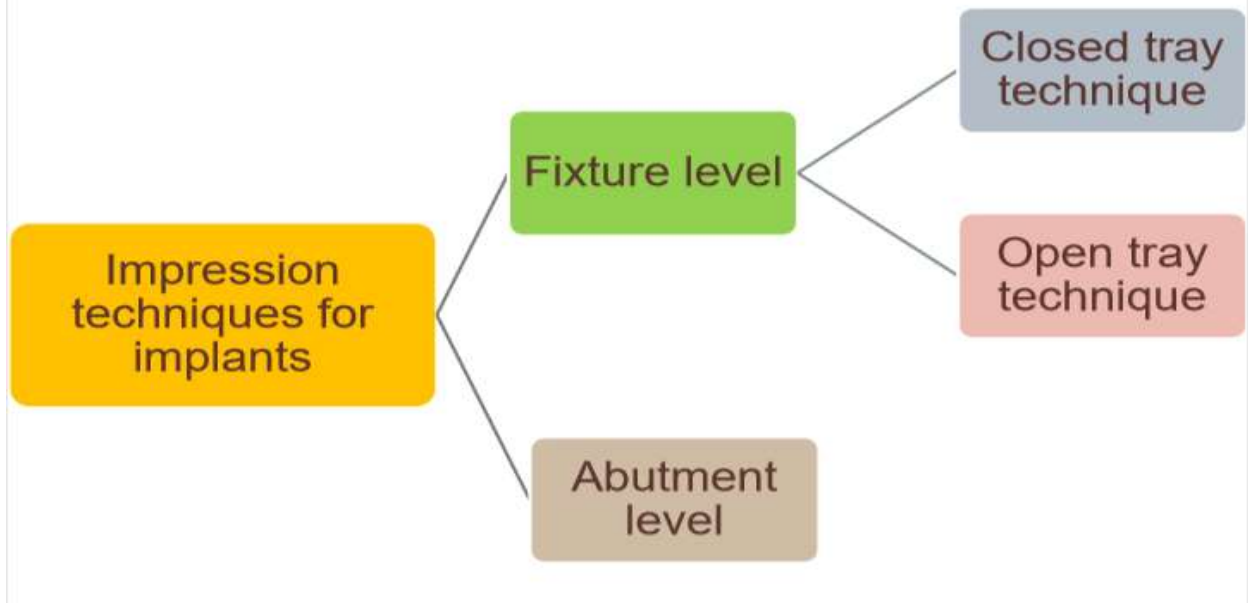 Impression
techniques for
implants
Fixture level
Closed tray
technique
Open tray
technique
Abutment
level